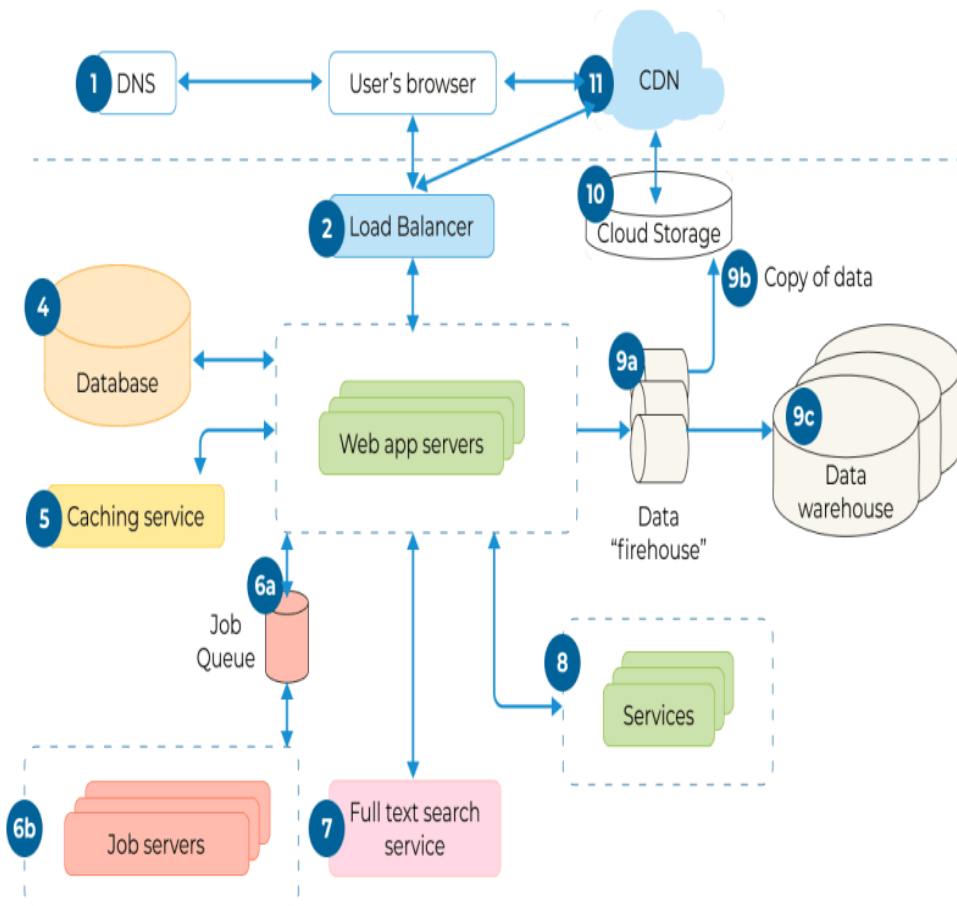 1 DNS
User's browser
11 CDN
2 Load Balancer
10
Cloud Storage
9b Copy of data
4
Database
9a
Web app servers
9c
Data
warehouse
5 Caching service
Data
“firehouse”
6a
Job
Queue
8
Services
6b
Job servers
7
Full text search
service